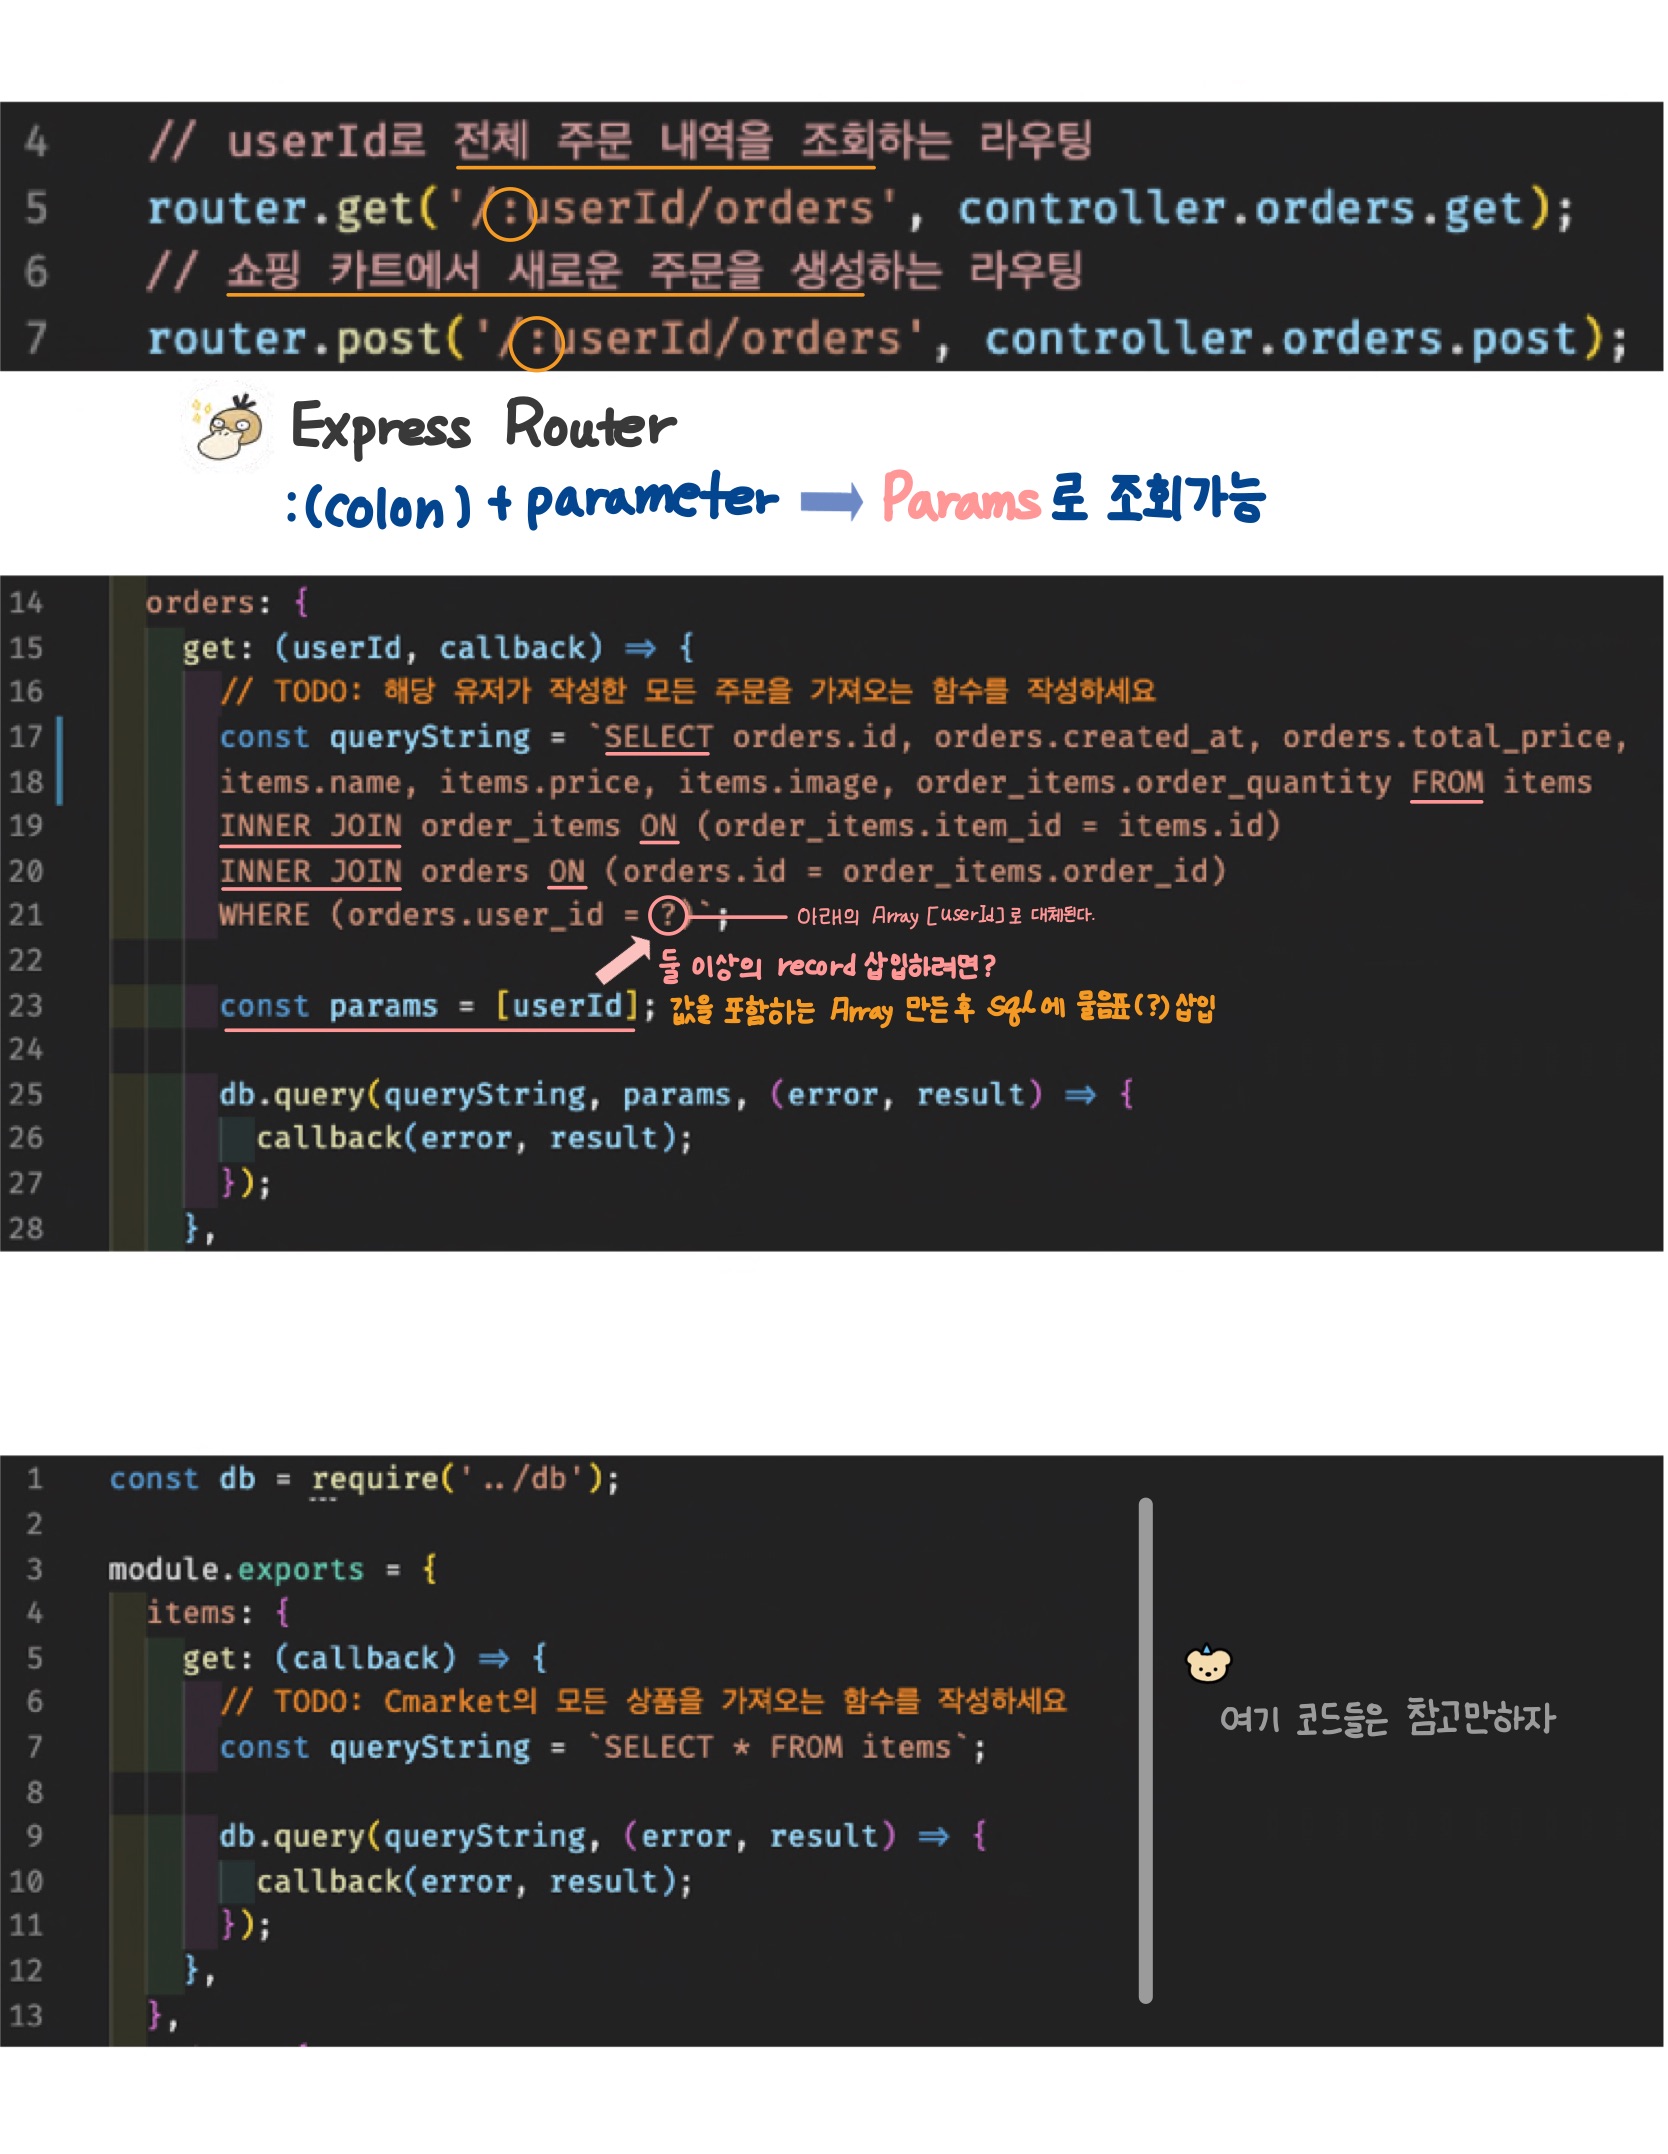 4 // userId로 전체 주문 내역을 조회하는 라우팅
5 router.get('/:userId/orders', controller.orders.get);
6 // 쇼핑 카트에서 새로운 주문을 생성하는 라우팅
7 router.post('/:userId/orders', controller.orders.post);
Express Router
:(colon) + parameter → Params로 조회가능
14 orders: {
15 get: (userId, callback) => {
16 // TODO: 해당 유저가 작성한 모든 주문을 가져오는 함수를 작성하세요
17 const queryString = `SELECT orders.id, orders.created_at, orders.total_price,
18 items.name, items.price, items.image, order_items.order_quantity FROM items
19 INNER JOIN order_items ON (order_items.item_id = items.id)
20 INNER JOIN orders ON (orders.id = order_items.order_id)
21 WHERE (orders.user_id = ?)`; 아래의 Array [userId]로 대체된다.
22 둘 이상의 record 삽입하려면?
23 const params = [userId]; 값을 포함하는 Array 만든후 Sql에 물음표(?)삽입
24
25 db.query(queryString, params, (error, result) => {
26 callback(error, result);
27 });
28 },
1 const db = require('../db');
2
3 module.exports = {
4 items: {
5 get: (callback) => {
6 // TODO: Cmarket의 모든 상품을 가져오는 함수를 작성하세요
7 const queryString = `SELECT * FROM items`;
8
9 db.query(queryString, (error, result) => {
10 callback(error, result);
11 });
12 },
13 },
여기 코드들은 참고만하자